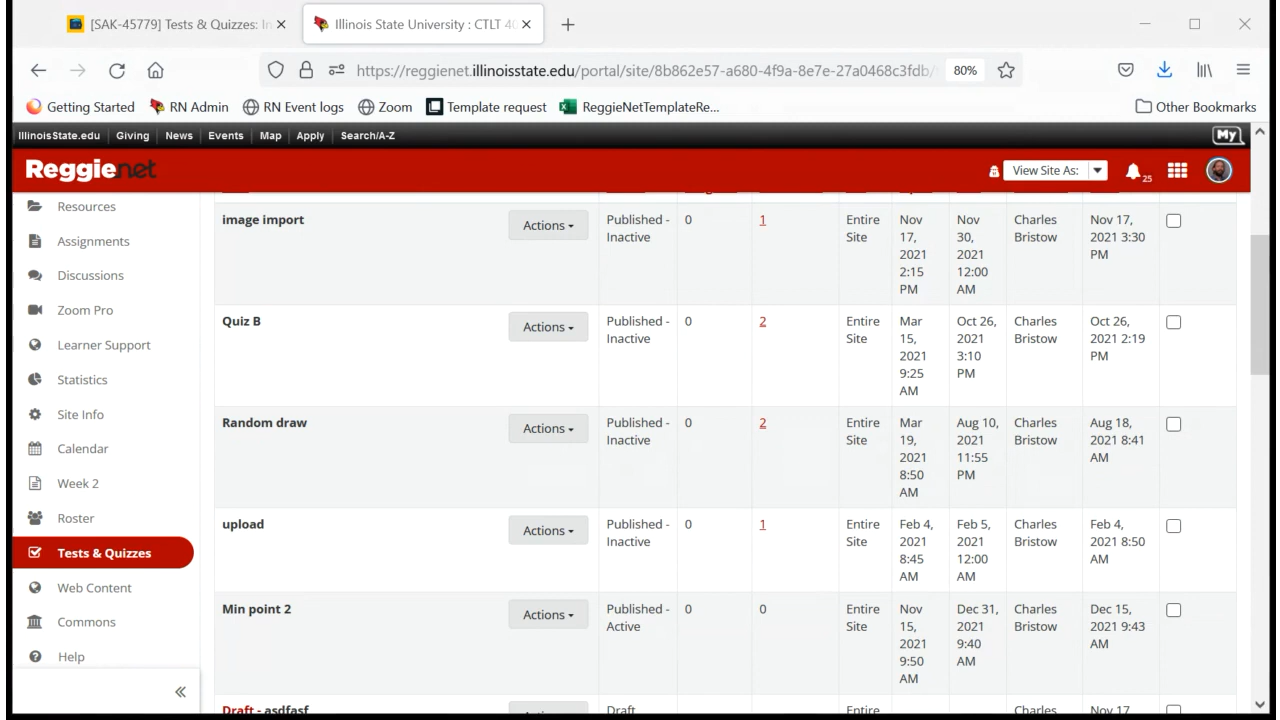 [SAK-45779] Tests & Quizzes: In
Illinois State University : CTLT 40
https://reggienet.illinoisstate.edu/portal/site/8b862e57-a680-4f9a-8e7e-27a0468c3fdb/
80%
Getting Started
RN Admin
RN Event logs
Zoom
Template request
ReggieNetTemplateRe...
Other Bookmarks
IllinoisState.edu
Giving
News
Events
Map
Apply
Search/A-Z
My
Reggienet
View Site As:
25
Resources
Assignments
Discussions
Zoom Pro
Learner Support
Statistics
Site Info
Calendar
Week 2
Roster
Tests & Quizzes
Web Content
Commons
Help
image import
Actions
Published -
Inactive
0
1
Entire
Site
Nov
17,
2021
2:15
PM
Nov
30,
2021
12:00
AM
Charles
Bristow
Nov 17,
2021 3:30
PM
Quiz B
Actions
Published -
Inactive
0
2
Entire
Site
Mar
15,
2021
9:25
AM
Oct 26,
2021
3:10
PM
Charles
Bristow
Oct 26,
2021 2:19
PM
Random draw
Actions
Published -
Inactive
0
2
Entire
Site
Mar
19,
2021
8:50
AM
Aug 10,
2021
11:55
PM
Charles
Bristow
Aug 18,
2021 8:41
AM
upload
Actions
Published -
Inactive
0
1
Entire
Site
Feb 4,
2021
8:45
AM
Feb 5,
2021
12:00
AM
Charles
Bristow
Feb 4,
2021 8:50
AM
Min point 2
Actions
Published -
Active
0
0
Entire
Site
Nov
15,
2021
9:50
AM
Dec 31,
2021
9:40
AM
Charles
Bristow
Dec 15,
2021 9:43
AM
Draft - asdfasf
Draft
Entire
Charles
Nov 17